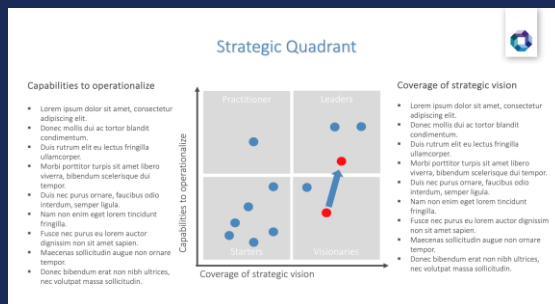 Strategic Quadrant
Capabilities to operationalize
Lorem ipsum dolor sit amet, consectetur
adipiscing elit.
Donec mollis dui ac tortor blandit
condimentum.
Duis rutrum elit eu lectus fringilla
ullamcorper.
Morbi porttitor turpis sit amet libero
viverra, bibendum scelerisque dui
tempor.
Duis nec purus ornare, faucibus odio
interdum, semper ligula.
Nam non enim eget lorem tincidunt
fringilla.
Fusce nec purus eu lorem auctor
dignissim non sit amet sapien.
Maecenas sollicitudin augue non ornare
tempor.
Donec bibendum erat non nibh ultrices,
nec volutpat massa sollicitudin.
Capabilities to operationalize
Practitioner
Leaders
Starters
Visionaries
Coverage of strategic vision
Coverage of strategic vision
Lorem ipsum dolor sit amet, consectetur
adipiscing elit.
Donec mollis dui ac tortor blandit
condimentum.
Duis rutrum elit eu lectus fringilla
ullamcorper.
Morbi porttitor turpis sit amet libero
viverra, bibendum scelerisque dui
tempor.
Duis nec purus ornare, faucibus odio
interdum, semper ligula.
Nam non enim eget lorem tincidunt
fringilla.
Fusce nec purus eu lorem auctor dignissim
non sit amet sapien.
Maecenas sollicitudin augue non ornare
tempor.
Donec bibendum erat non nibh ultrices,
nec volutpat massa sollicitudin.